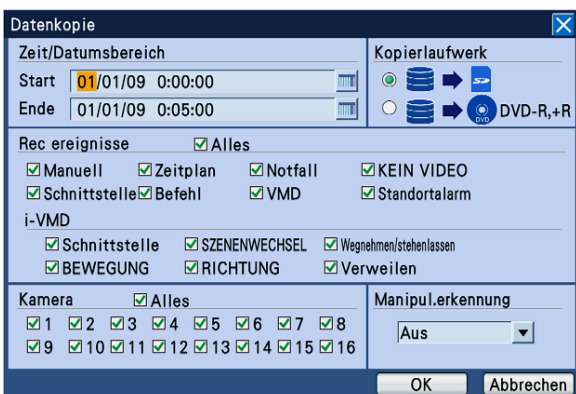 Datenkopie
Zeit/Datumsbereich
Start 01/01/09 0:00:00
Ende 01/01/09 0:05:00
Kopierlaufwerk
SD
DVD DVD-R,+R
Rec ereignisse Alles
Manuell Zeitplan Notfall KEIN VIDEO
Schnittstelle Befehl VMD Standortalarm
i-VMD
Schnittstelle SZENENWECHSEL Wegnehmen/stehenlassen
BEWEGUNG RICHTUNG Verweilen
Kamera Alles
1 2 3 4 5 6 7 8
9 10 11 12 13 14 15 16
Manipul.erkennung
Aus
OK Abbrechen